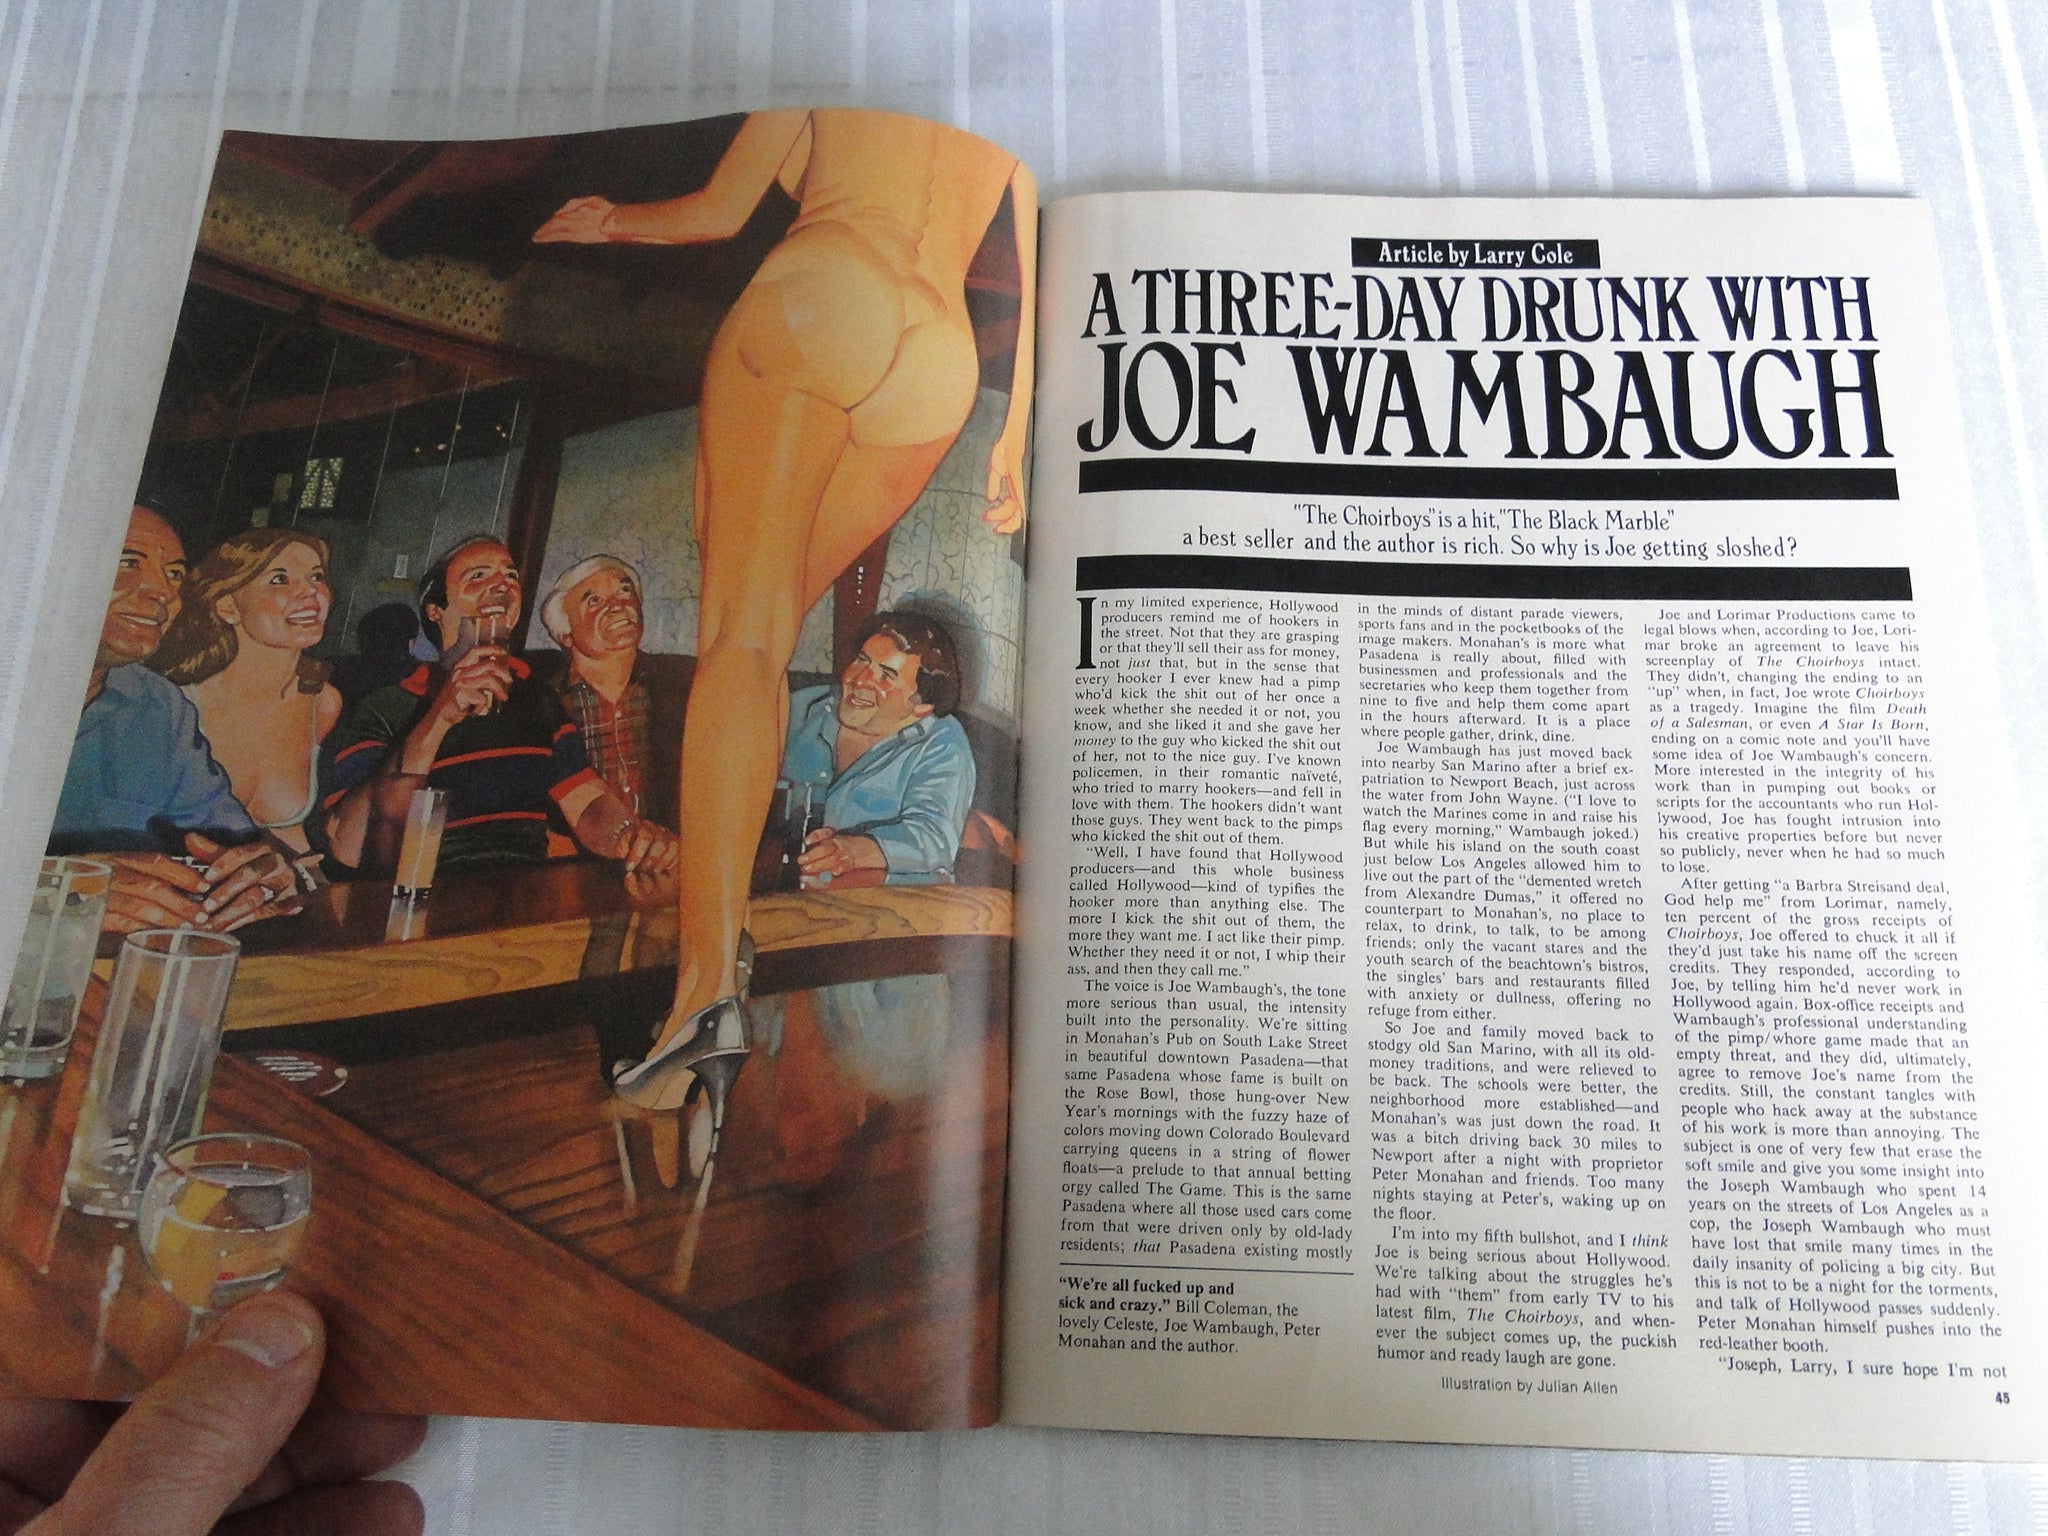 Article by Larry Cole
A THREE-DAY DRUNK WITH
JOE WAMBAUGH
"The Choirboys" is a hit, "The Black Marble"
a best seller and the author is rich. So why is Joe getting sloshed?
In my limited experience, Hollywood
producers remind me of hookers in
the street. Not that they are grasping
or that they'll sell their ass for money,
not just that, but in the sense that
every hooker I ever knew had a pimp
who'd kick the shit out of her once a
week whether she needed it or not, you
know, and she liked it and she gave her
money to the guy who kicked the shit out
of her, not to the nice guy. I've known
policemen, in their romantic naïveté,
who tried to marry hookers—and fell in
love with them. The hookers didn't want
those guys. They went back to the pimps
who kicked the shit out of them.
"Well, I have found that Hollywood
producers—and this whole business
called Hollywood—kind of typifies the
hooker more than anything else. The
more I kick the shit out of them, the
more they want me. I act like their pimp.
Whether they need it or not, I whip their
ass, and then they call me."
The voice is Joe Wambaugh's, the tone
more serious than usual, the intensity
built into the personality. We're sitting
in Monahan's Pub on South Lake Street
in beautiful downtown Pasadena—that
same Pasadena whose fame is built on
the Rose Bowl, those hung-over New
Year's mornings with the fuzzy haze of
colors moving down Colorado Boulevard
carrying queens in a string of flower
floats—a prelude to that annual betting
orgy called The Game. This is the same
Pasadena where all those used cars come
from that were driven only by old-lady
residents; that Pasadena existing mostly
"We're all fucked up and
sick and crazy." Bill Coleman, the
lovely Celeste, Joe Wambaugh, Peter
Monahan and the author.
in the minds of distant parade viewers,
sports fans and in the pocketbooks of the
image makers. Monahan's is more what
Pasadena is really about, filled with
businessmen and professionals and the
secretaries who keep them together from
nine to five and help them come apart
in the hours afterward. It is a place
where people gather, drink, dine.
Joe Wambaugh has just moved back
into nearby San Marino after a brief ex-
patriation to Newport Beach, just across
the water from John Wayne. ("I love to
watch the Marines come in and raise his
flag every morning," Wambaugh joked.)
But while his island on the south coast
just below Los Angeles allowed him to
live out the part of the "demented wretch
from Alexandre Dumas," it offered no
counterpart to Monahan's, no place to
relax, to drink, to talk, to be among
friends; only the vacant stares and the
youth search of the beachtown's bistros,
the singles' bars and restaurants filled
with anxiety or dullness, offering no
refuge from either.
So Joe and family moved back to
stodgy old San Marino, with all its old-
money traditions, and were relieved to
be back. The schools were better, the
neighborhood more established—and
Monahan's was just down the road. It
was a bitch driving back 30 miles to
Newport after a night with proprietor
Peter Monahan and friends. Too many
nights staying at Peter's, waking up on
the floor.
I'm into my fifth bullshot, and I think
Joe is being serious about Hollywood.
We're talking about the struggles he's
had with "them" from early TV to his
latest film, The Choirboys, and when-
ever the subject comes up, the puckish
humor and ready laugh are gone.
Illustration by Julian Allen
Joe and Lorimar Productions came to
legal blows when, according to Joe, Lori-
mar broke an agreement to leave his
screenplay of The Choirboys intact.
They didn't, changing the ending to an
"up" when, in fact, Joe wrote Choirboys
as a tragedy. Imagine the film Death
of a Salesman, or even A Star Is Born,
ending on a comic note and you'll have
some idea of Joe Wambaugh's concern.
More interested in the integrity of his
work than in pumping out books or
scripts for the accountants who run Hol-
lywood, Joe has fought intrusion into
his creative properties before but never
so publicly, never when he had so much
to lose.
After getting "a Barbra Streisand deal,
God help me" from Lorimar, namely,
ten percent of the gross receipts of
Choirboys, Joe offered to chuck it all if
they'd just take his name off the screen
credits. They responded, according to
Joe, by telling him he'd never work in
Hollywood again. Box-office receipts and
Wambaugh's professional understanding
of the pimp/whore game made that an
empty threat, and they did, ultimately,
agree to remove Joe's name from the
credits. Still, the constant tangles with
people who hack away at the substance
of his work is more than annoying. The
subject is one of very few that erase the
soft smile and give you some insight into
the Joseph Wambaugh who spent 14
years on the streets of Los Angeles as a
cop, the Joseph Wambaugh who must
have lost that smile many times in the
daily insanity of policing a big city. But
this is not to be a night for the torments,
and talk of Hollywood passes suddenly.
Peter Monahan himself pushes into the
red-leather booth.
"Joseph, Larry, I sure hope I'm not
45